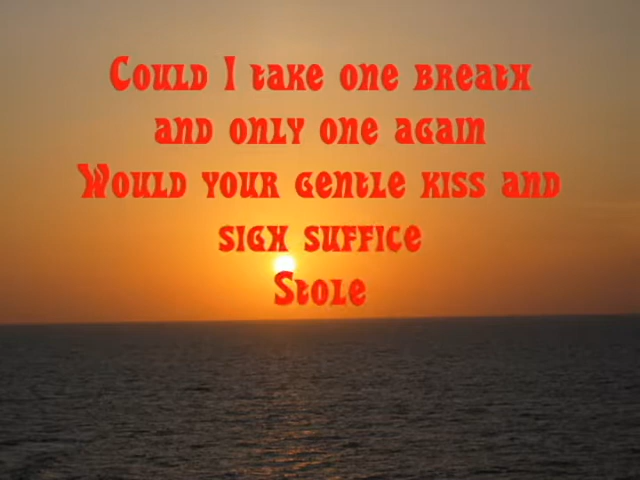 Could I take one breath
and only one again
Would your gentle kiss and
sigh suffice
Stole